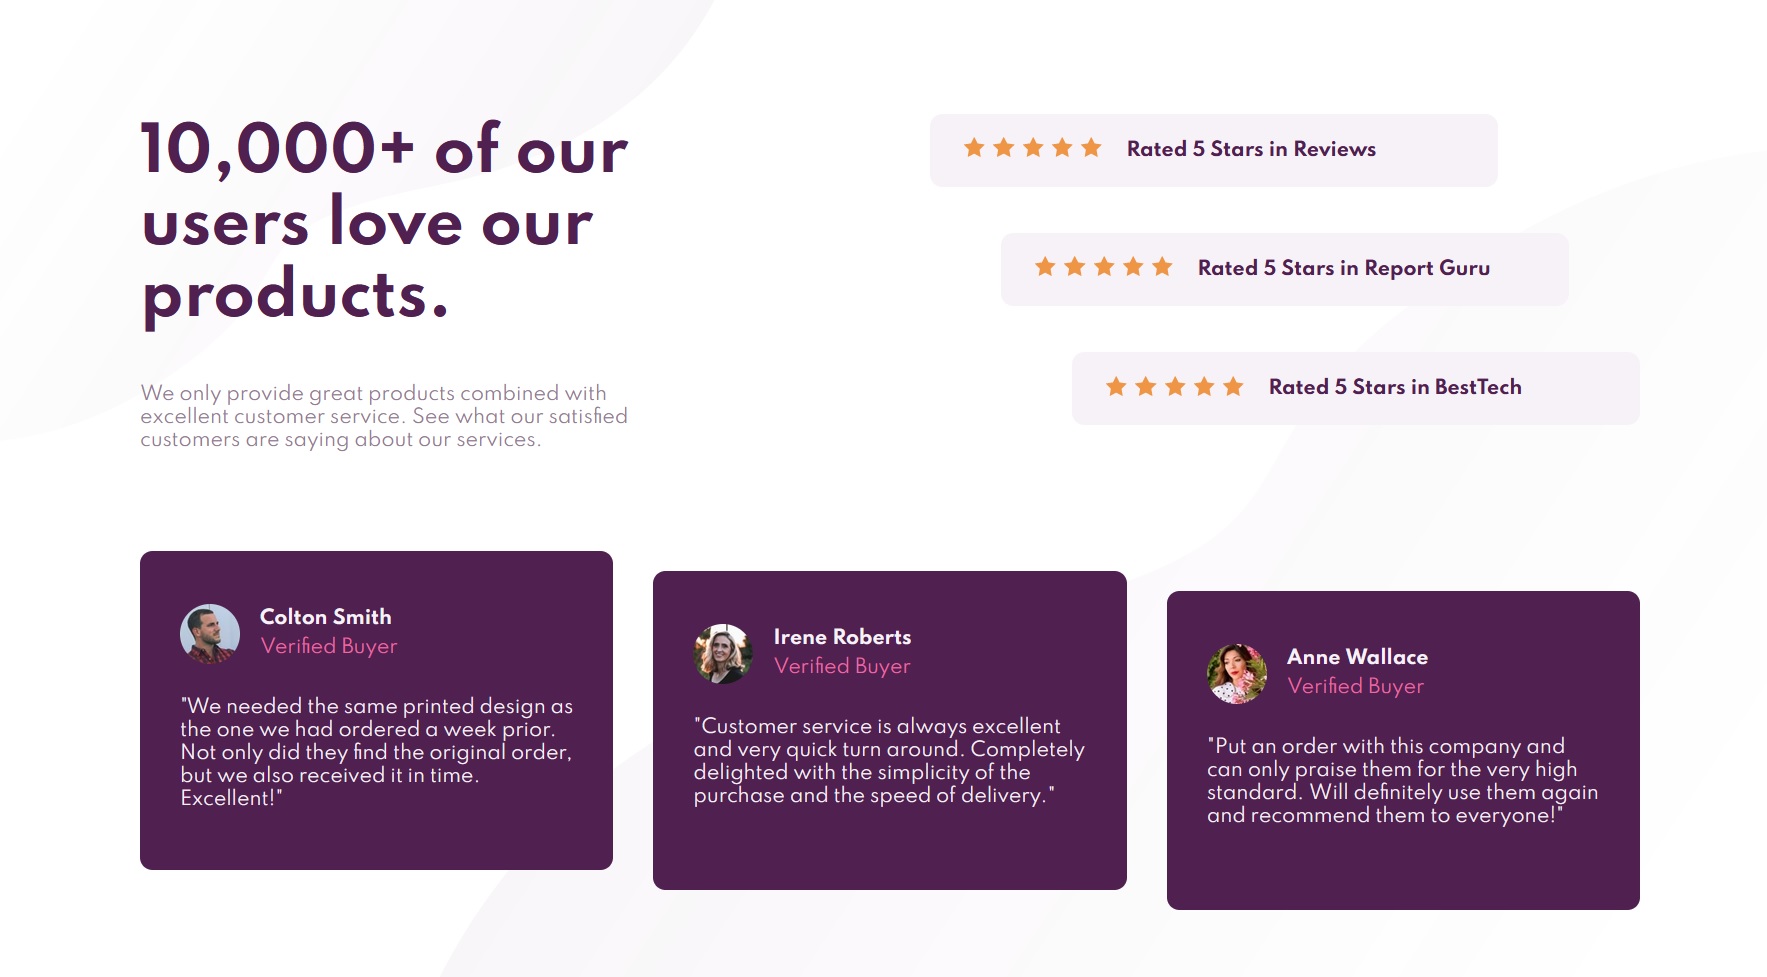 10,000+ of our
users love our
products.
We only provide great products combined with
excellent customer service. See what our satisfied
customers are saying about our services.
Rated 5 Stars in Reviews
Rated 5 Stars in Report Guru
Rated 5 Stars in BestTech
Colton Smith
Verified Buyer
"We needed the same printed design as
the one we had ordered a week prior.
Not only did they find the original order,
but we also received it in time.
Excellent!"
Irene Roberts
Verified Buyer
"Customer service is always excellent
and very quick turn around. Completely
delighted with the simplicity of the
purchase and the speed of delivery."
Anne Wallace
Verified Buyer
"Put an order with this company and
can only praise them for the very high
standard. Will definitely use them again
and recommend them to everyone!"